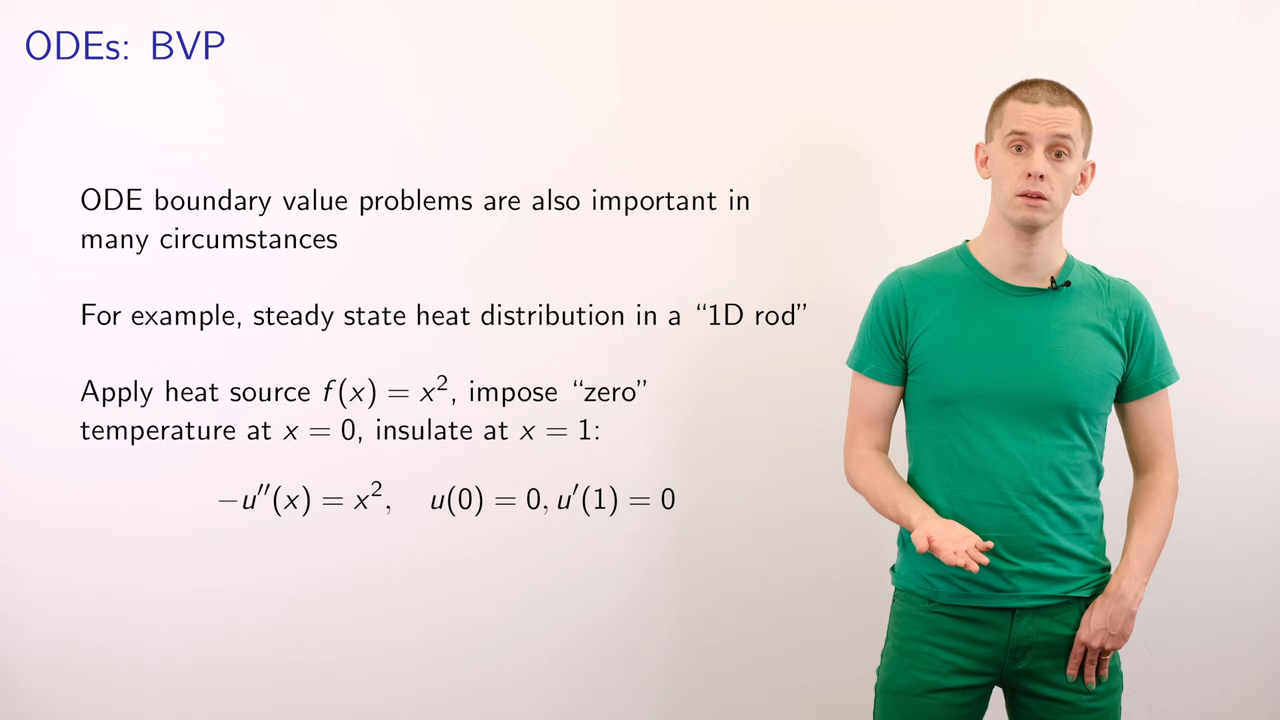 ODEs: BVP
ODE boundary value problems are also important in
many circumstances
For example, steady state heat distribution in a “1D rod”
Apply heat source f(x) = x², impose “zero”
temperature at x = 0, insulate at x = 1:
−u″(x) = x², u(0) = 0, u′(1) = 0